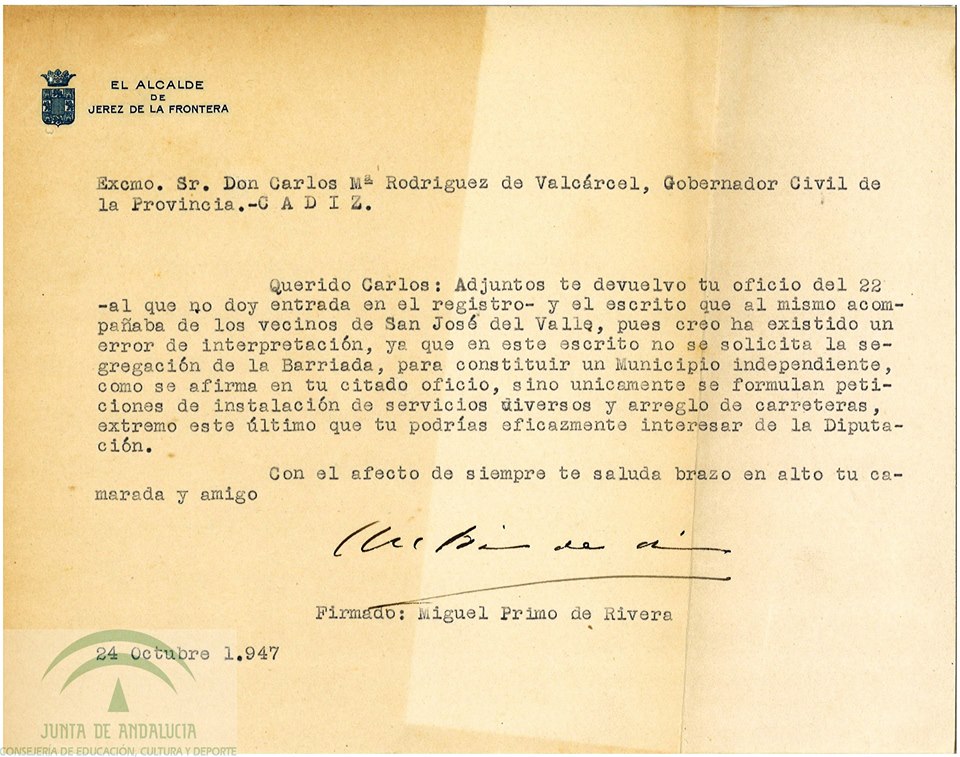 EL ALCALDE
DE
JEREZ DE LA FRONTERA
Excmo. Sr. Don Carlos Mª Rodriguez de Valcárcel, Gobernador Civil de
la Provincia.-C A D I Z.
Querido Carlos: Adjuntos te devuelvo tu oficio del 22
-al que no doy entrada en el registro- y el escrito que al mismo acom-
pañaba de los vecinos de San José del Valle, pues creo ha existido un
error de interpretación, ya que en este escrito no se solicita la se-
gregación de la Barriada, para constituir un Municipio independiente,
como se afirma en tu citado oficio, sino unicamente se formulan peti-
ciones de instalación de servicios diversos y arreglo de carreteras,
extremo este último que tu podrías eficazmente interesar de la Diputa-
ción.
Con el afecto de siempre te saluda brazo en alto tu ca-
marada y amigo
Firmado: Miguel Primo de Rivera
24 Octubre 1.947
JUNTA DE ANDALUCIA
CONSEJERÍA DE EDUCACIÓN, CULTURA Y DEPORTE